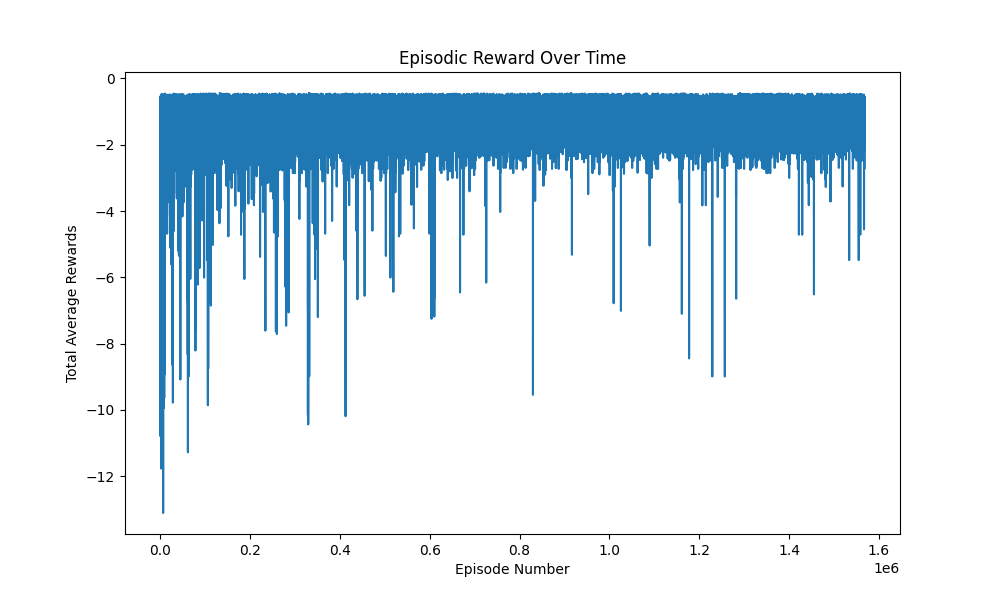 Episodic Reward Over Time
Total Average Rewards
0
−2
−4
−6
−8
−10
−12
0.0 0.2 0.4 0.6 0.8 1.0 1.2 1.4 1.6
1e6
Episode Number